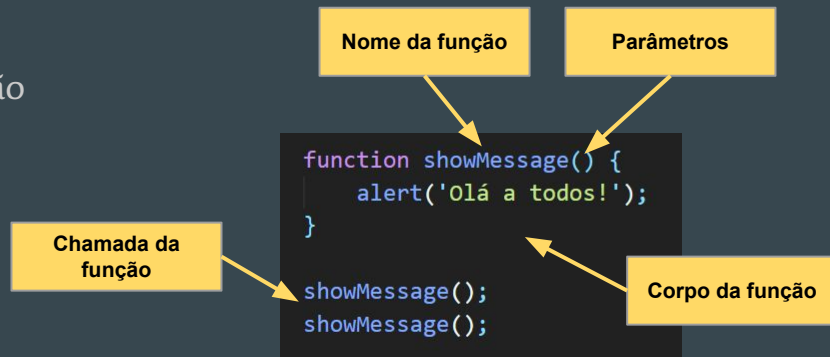 Nome da função
Parâmetros
ão
function showMessage() {
alert('Olá a todos!');
}
Chamada da
função
Corpo da função
showMessage();
showMessage();